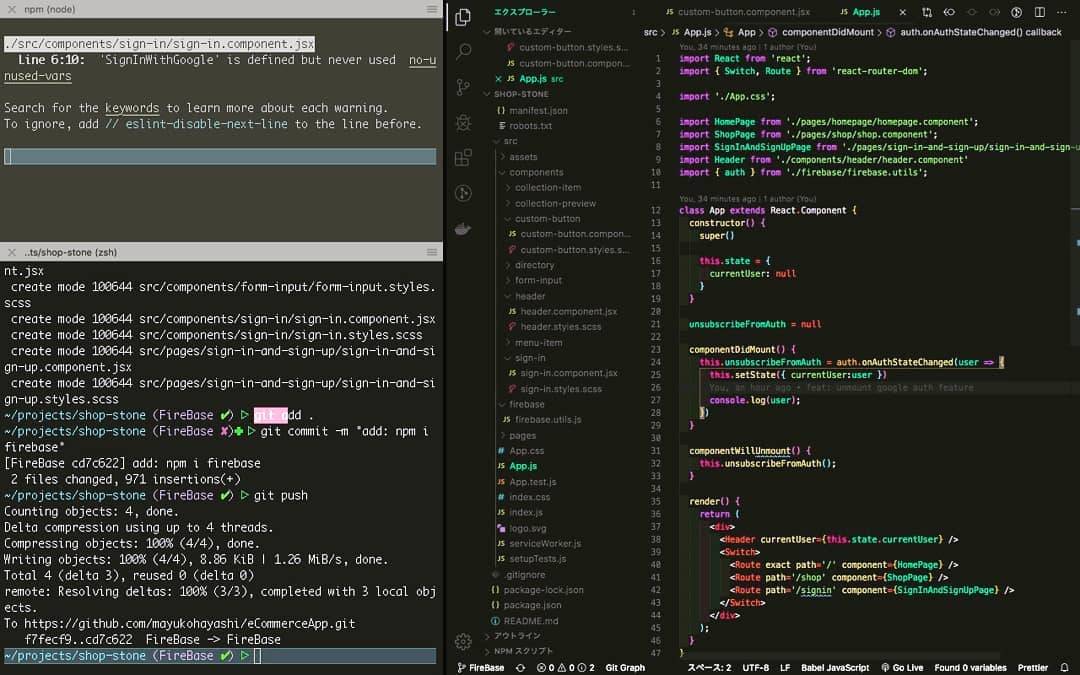 npm (node)
./src/components/sign-in/sign-in.component.jsx
Line 6:10:  'SignInWithGoogle' is defined but never used  no-u
nused-vars
Search for the keywords to learn more about each warning.
To ignore, add // eslint-disable-next-line to the line before.
..ts/shop-stone (zsh)
nt.jsx
create mode 100644 src/components/form-input/form-input.styles.
scss
create mode 100644 src/components/sign-in/sign-in.component.jsx
create mode 100644 src/components/sign-in/sign-in.styles.scss
create mode 100644 src/pages/sign-in-and-sign-up/sign-in-and-si
gn-up.component.jsx
create mode 100644 src/pages/sign-in-and-sign-up/sign-in-and-si
gn-up.styles.scss
~/projects/shop-stone (FireBase ✔) ▷ git add .
~/projects/shop-stone (FireBase ✘)✚ ▷ git commit -m "add: npm i
firebase"
[FireBase cd7c622] add: npm i firebase
2 files changed, 971 insertions(+)
~/projects/shop-stone (FireBase ✔) ▷ git push
Counting objects: 4, done.
Delta compression using up to 4 threads.
Compressing objects: 100% (4/4), done.
Writing objects: 100% (4/4), 8.86 KiB | 1.26 MiB/s, done.
Total 4 (delta 3), reused 0 (delta 0)
remote: Resolving deltas: 100% (3/3), completed with 3 local obj
ects.
To https://github.com/mayukohayashi/eCommerceApp.git
f7fecf9..cd7c622  FireBase -> FireBase
~/projects/shop-stone (FireBase ✔) ▷
エクスプローラー
開いているエディター
custom-button.styles.s...
custom-button.compon...
App.js src
SHOP-STONE
manifest.json
robots.txt
src
assets
components
collection-item
collection-preview
custom-button
custom-button.compon...
custom-button.styles.s...
directory
form-input
header
header.component.jsx
header.styles.scss
menu-item
sign-in
sign-in.component.jsx
sign-in.styles.scss
firebase
firebase.utils.js
pages
App.css
App.js
App.test.js
index.css
index.js
logo.svg
serviceWorker.js
setupTests.js
.gitignore
package-lock.json
package.json
README.md
アウトライン
NPM スクリプト
custom-button.component.jsx
App.js
src > App.js > App > componentDidMount > auth.onAuthStateChanged() callback
You, 34 minutes ago | 1 author (You)
1 import React from 'react';
2 import { Switch, Route } from 'react-router-dom';
3
4 import './App.css';
5
6 import HomePage from './pages/homepage/homepage.component';
7 import ShopPage from './pages/shop/shop.component';
8 import SignInAndSignUpPage from './pages/sign-in-and-sign-up/sign-in-and-sign-u
9 import Header from './components/header/header.component'
10 import { auth } from './firebase/firebase.utils';
11
You, 34 minutes ago | 1 author (You)
12 class App extends React.Component {
13 constructor() {
14 super()
15
16 this.state = {
17 currentUser: null
18 }
19 }
20
21 unsubscribeFromAuth = null
22
23 componentDidMount() {
24 this.unsubscribeFromAuth = auth.onAuthStateChanged(user => {
25 this.setState({ currentUser:user })
26 You, an hour ago • feat: unmount google auth feature
27 console.log(user);
28 })
29 }
30
31 componentWillUnmount() {
32 this.unsubscribeFromAuth();
33 }
34
35 render() {
36 return (
37 <div>
38 <Header currentUser={this.state.currentUser} />
39 <Switch>
40 <Route exact path='/' component={HomePage} />
41 <Route path='/shop' component={ShopPage} />
42 <Route path='/signin' component={SignInAndSignUpPage} />
43 </Switch>
44 </div>
45 );
46 }
47 }
FireBase
0 0 2
Git Graph
スペース: 2
UTF-8
LF
Babel JavaScript
Go Live
Found 0 variables
Prettier